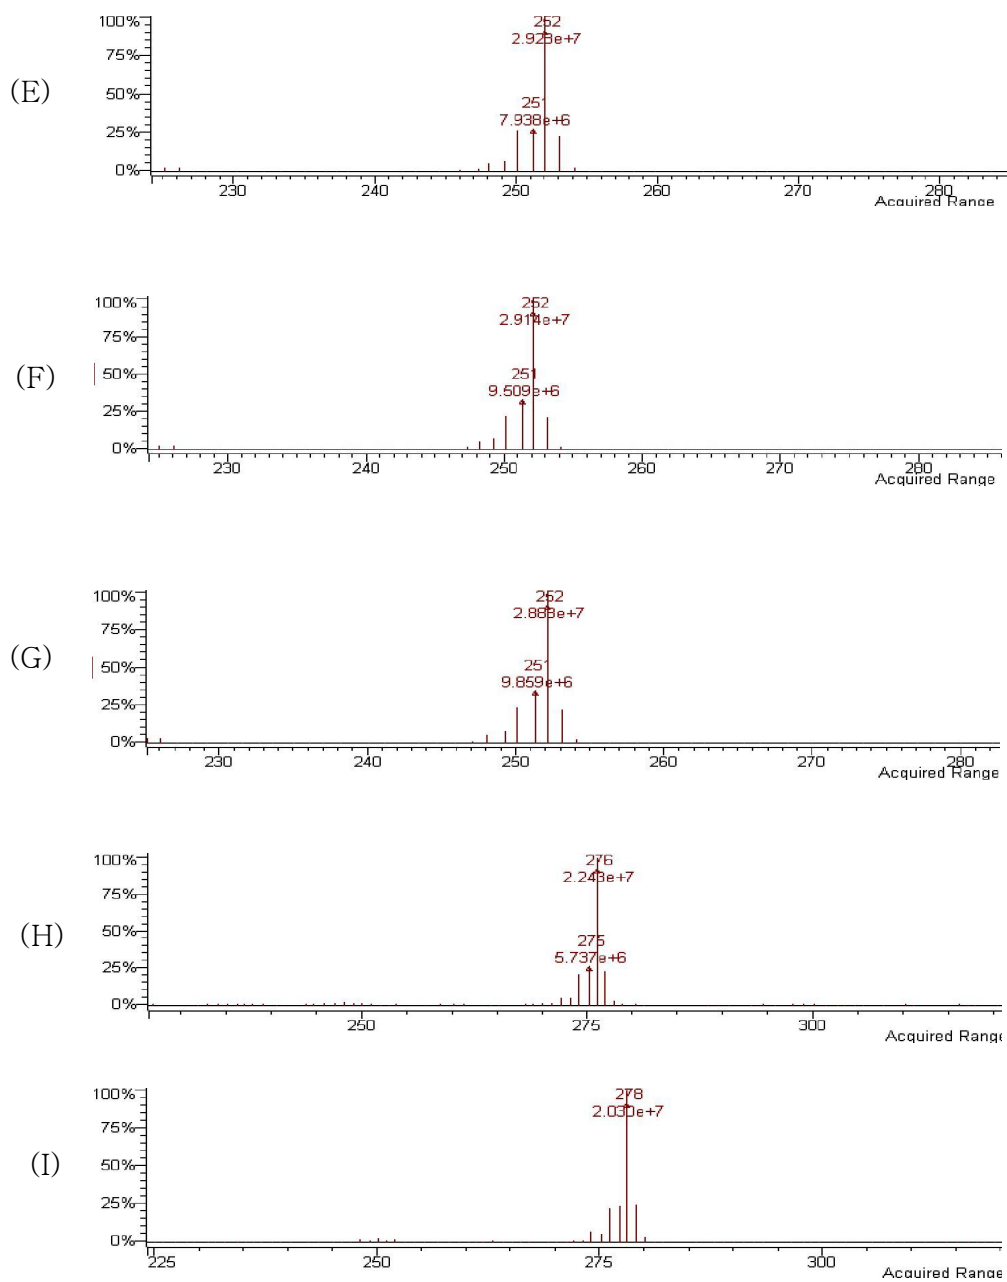 (E)
100%
75%
50%
25%
0%
252
2.923e+7
251
7.938e+6
230 240 250 260 270 280
Acquired Range
(F)
100%
75%
50%
25%
0%
252
2.914e+7
251
9.509e+6
230 240 250 260 270 280
Acquired Range
(G)
100%
75%
50%
25%
0%
252
2.883e+7
251
9.859e+6
230 240 250 260 270 280
Acquired Range
(H)
100%
75%
50%
25%
0%
276
2.243e+7
275
5.737e+6
250 275 300
Acquired Range
(I)
100%
75%
50%
25%
0%
278
2.030e+7
225 250 275 300
Acquired Range